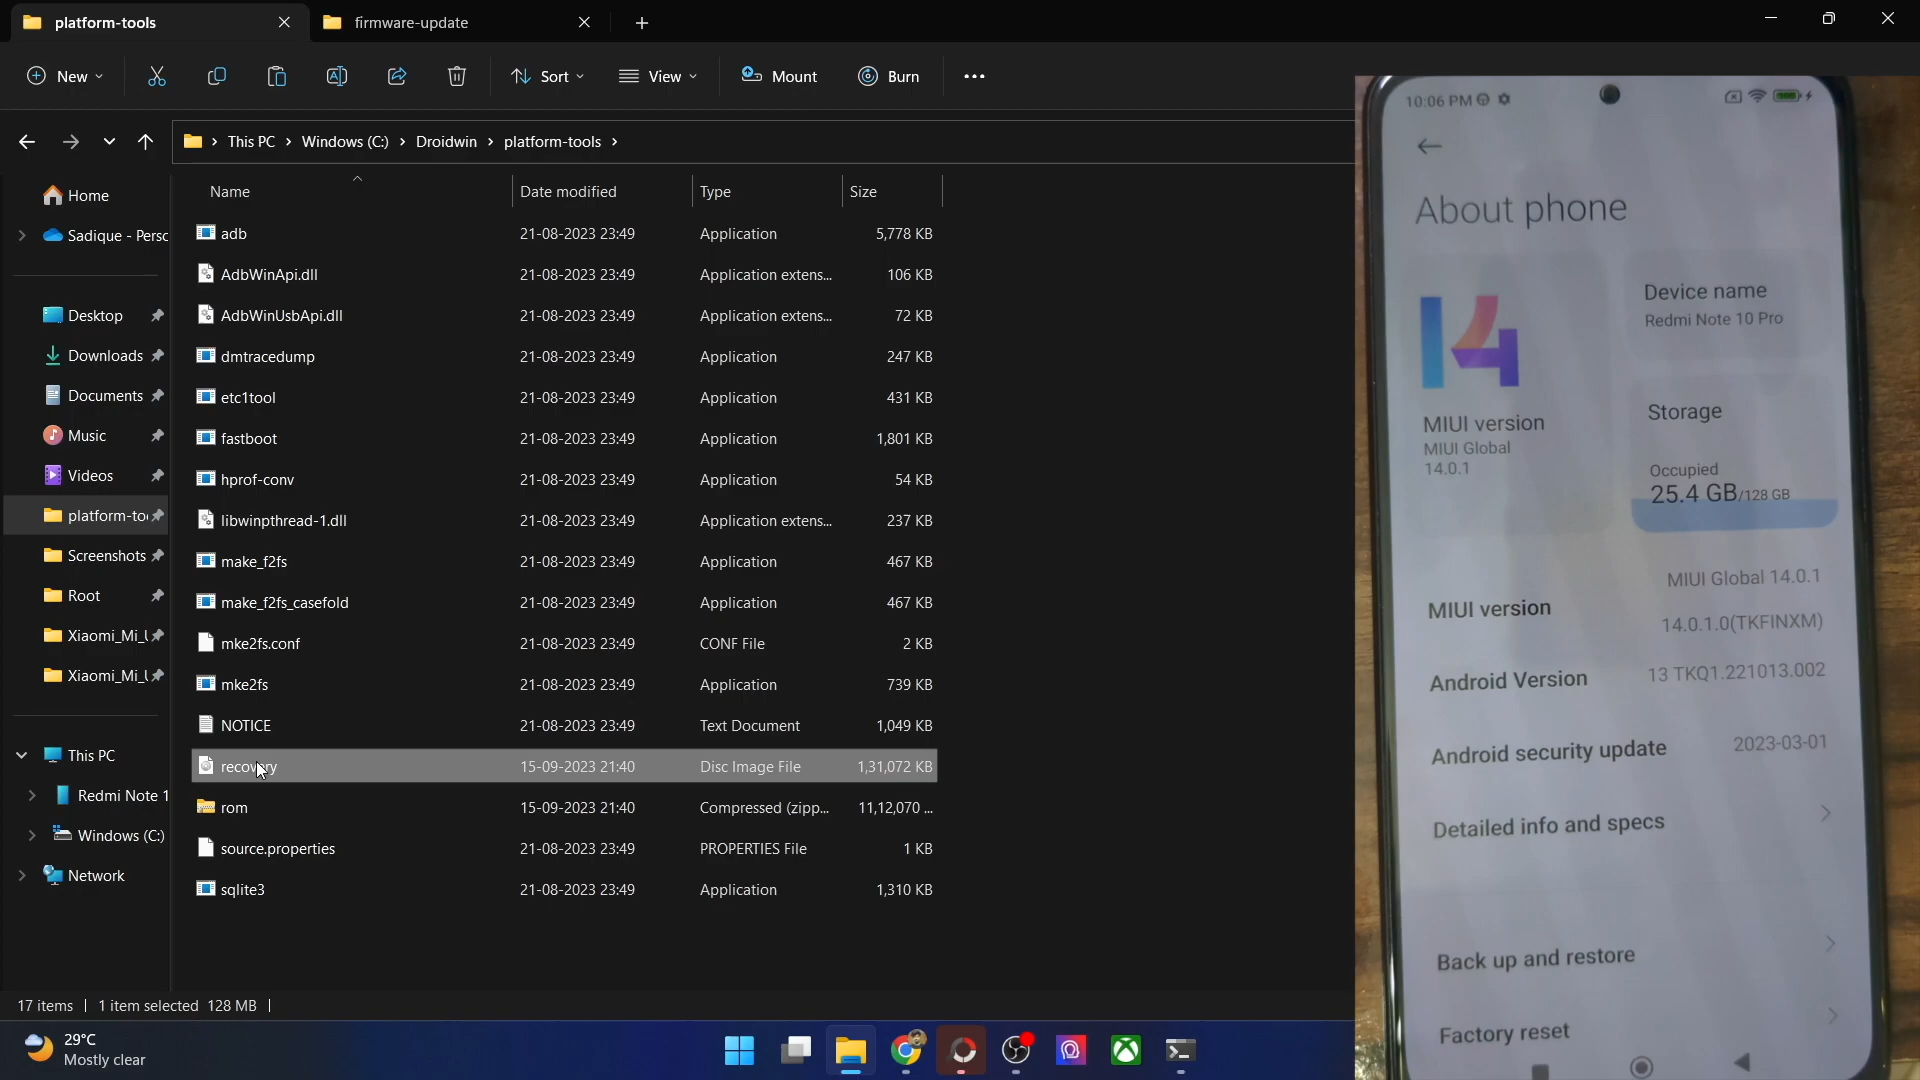 platform-tools
firmware-update
New
Sort
View
Mount
Burn
This PC > Windows (C:) > Droidwin > platform-tools >
Home
Sadique - Persc
Desktop
Downloads
Documents
Music
Videos
platform-too
Screenshots
Root
Xiaomi_Mi_U
Xiaomi_Mi_U
This PC
Redmi Note 1
Windows (C:)
Network
Name Date modified Type Size
adb 21-08-2023 23:49 Application 5,778 KB
AdbWinApi.dll 21-08-2023 23:49 Application extens... 106 KB
AdbWinUsbApi.dll 21-08-2023 23:49 Application extens... 72 KB
dmtracedump 21-08-2023 23:49 Application 247 KB
etc1tool 21-08-2023 23:49 Application 431 KB
fastboot 21-08-2023 23:49 Application 1,801 KB
hprof-conv 21-08-2023 23:49 Application 54 KB
libwinpthread-1.dll 21-08-2023 23:49 Application extens... 237 KB
make_f2fs 21-08-2023 23:49 Application 467 KB
make_f2fs_casefold 21-08-2023 23:49 Application 467 KB
mke2fs.conf 21-08-2023 23:49 CONF File 2 KB
mke2fs 21-08-2023 23:49 Application 739 KB
NOTICE 21-08-2023 23:49 Text Document 1,049 KB
recovery 15-09-2023 21:40 Disc Image File 1,31,072 KB
rom 15-09-2023 21:40 Compressed (zipp... 11,12,070 ...
source.properties 21-08-2023 23:49 PROPERTIES File 1 KB
sqlite3 21-08-2023 23:49 Application 1,310 KB
17 items | 1 item selected 128 MB |
29°C
Mostly clear
10:06 PM
About phone
14
MIUI version
MIUI Global
14.0.1
Device name
Redmi Note 10 Pro
Storage
Occupied
25.4 GB/128 GB
MIUI version
MIUI Global 14.0.1
14.0.1.0(TKFINXM)
Android Version 13 TKQ1.221013.002
Android security update 2023-03-01
Detailed info and specs
Back up and restore
Factory reset